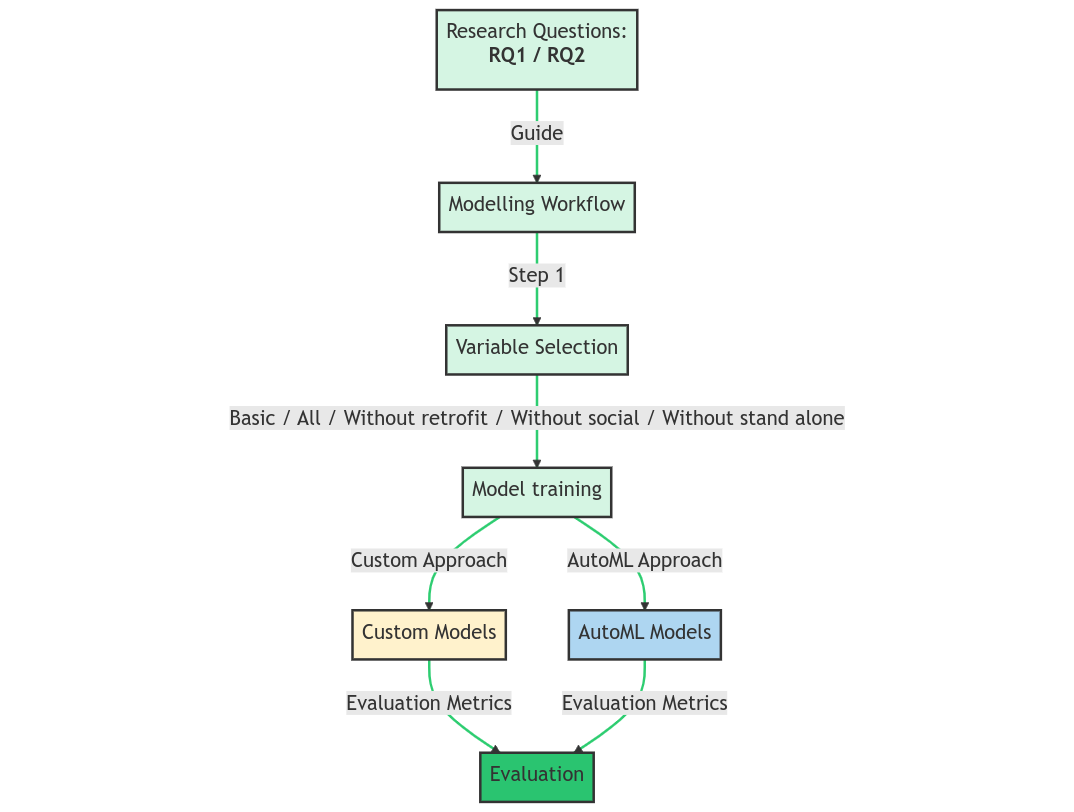 Research Questions:
RQ1 / RQ2
Guide
Modelling Workflow
Step 1
Variable Selection
Basic / All / Without retrofit / Without social / Without stand alone
Model training
Custom Approach
AutoML Approach
Custom Models
AutoML Models
Evaluation Metrics
Evaluation Metrics
Evaluation